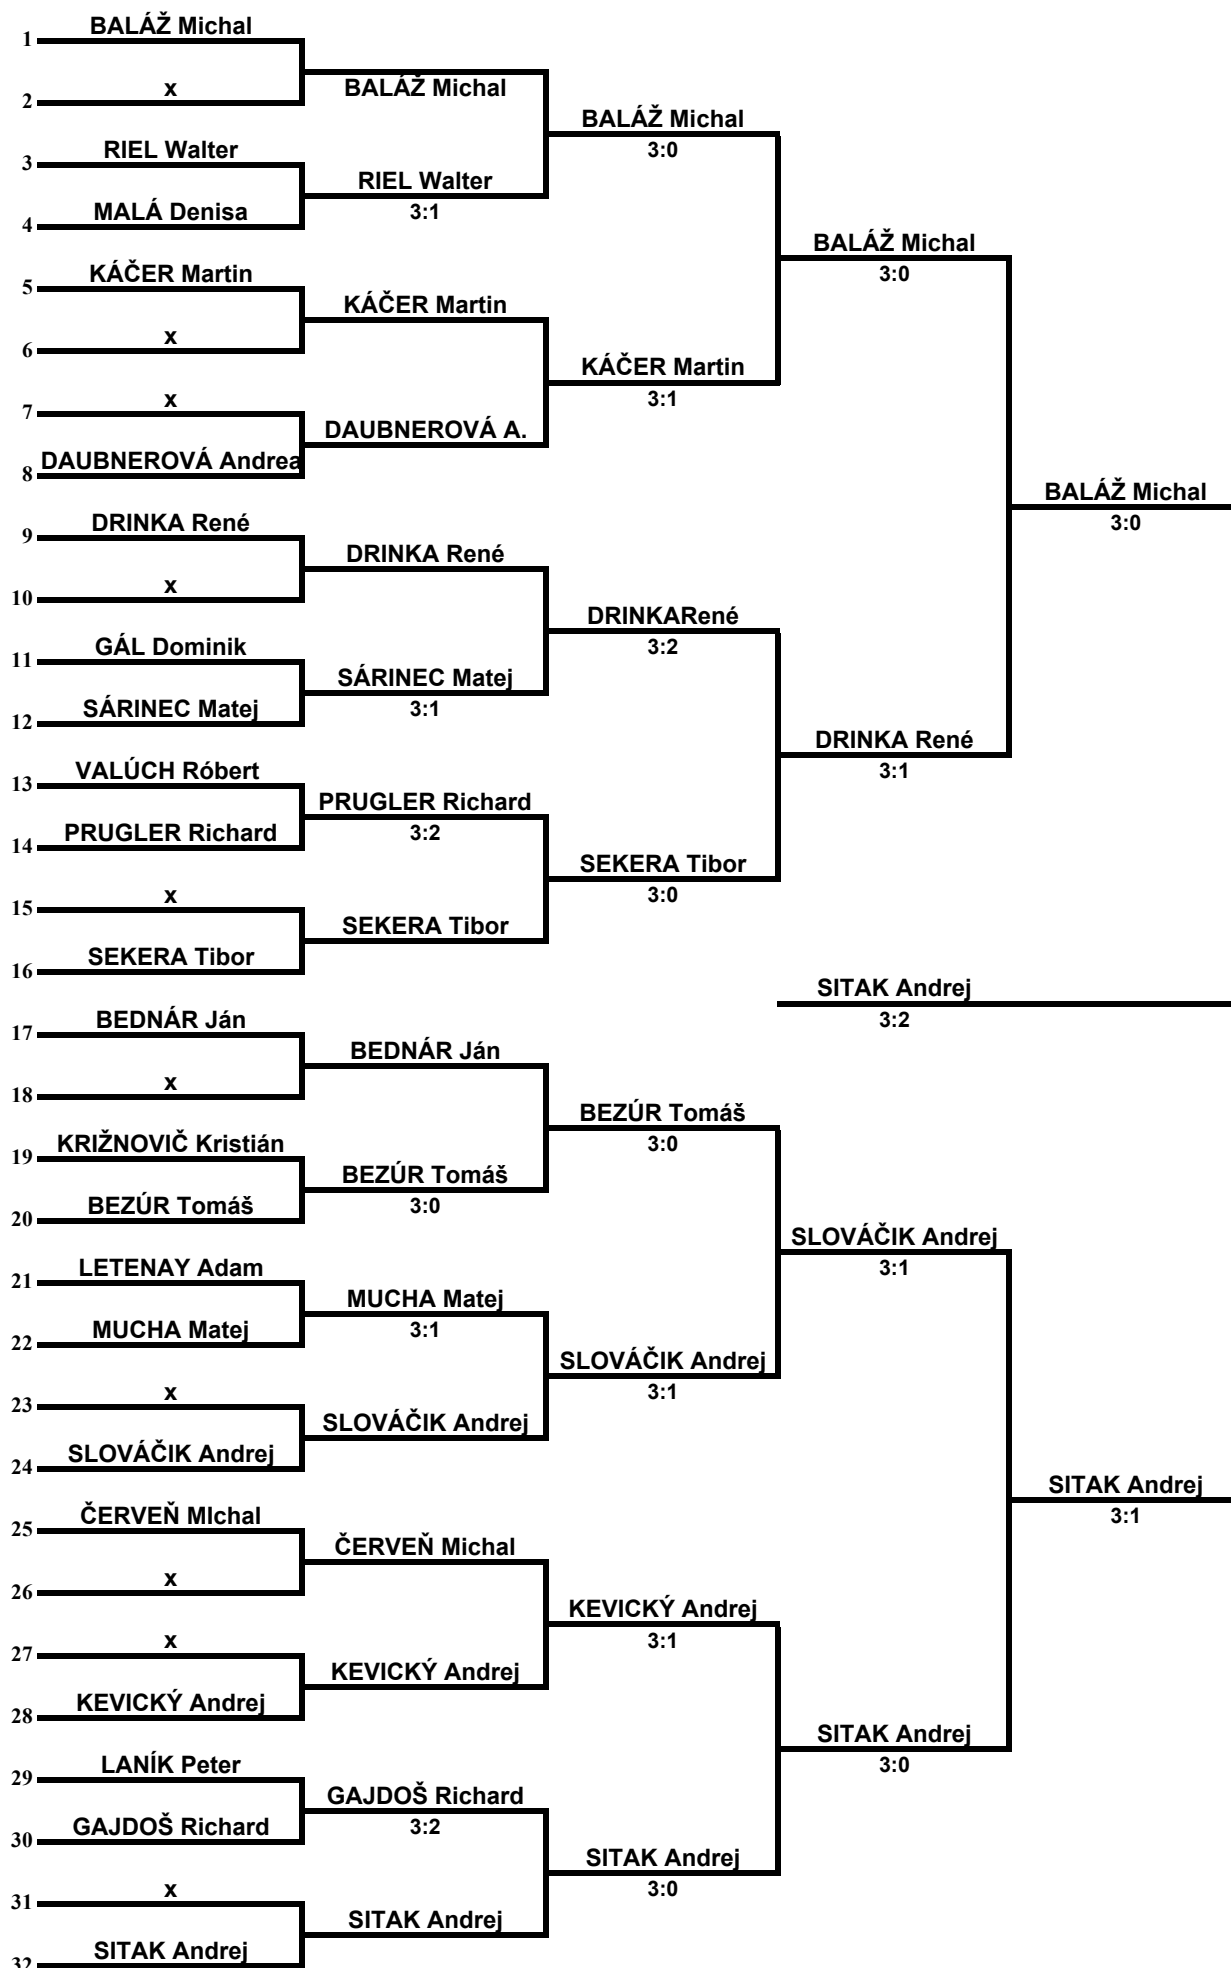 BALÁŽ Michal
1
x
BALÁŽ Michal
2
BALÁŽ Michal
3:0
RIEL Walter
3
RIEL Walter
MALÁ Denisa
3:1
4
BALÁŽ Michal
3:0
KÁČER Martin
5
KÁČER Martin
x
6
KÁČER Martin
3:1
x
7
DAUBNEROVÁ A.
DAUBNEROVÁ Andrea
8
BALÁŽ Michal
3:0
DRINKA René
9
DRINKA René
x
10
DRINKARené
3:2
GÁL Dominik
11
SÁRINEC Matej
3:1
SÁRINEC Matej
12
DRINKA René
3:1
VALÚCH Róbert
13
PRUGLER Richard
3:2
PRUGLER Richard
14
SEKERA Tibor
3:0
x
15
SEKERA Tibor
SEKERA Tibor
16
SITAK Andrej
3:2
BEDNÁR Ján
17
BEDNÁR Ján
x
18
BEZÚR Tomáš
3:0
KRIŽNOVIČ Kristián
19
BEZÚR Tomáš
3:0
BEZÚR Tomáš
20
SLOVÁČIK Andrej
3:1
LETENAY Adam
21
MUCHA Matej
3:1
MUCHA Matej
22
SLOVÁČIK Andrej
3:1
x
23
SLOVÁČIK Andrej
SLOVÁČIK Andrej
24
SITAK Andrej
3:1
ČERVEŇ MIchal
25
ČERVEŇ Michal
x
26
KEVICKÝ Andrej
3:1
x
27
KEVICKÝ Andrej
KEVICKÝ Andrej
28
SITAK Andrej
3:0
LANÍK Peter
29
GAJDOŠ Richard
3:2
GAJDOŠ Richard
30
SITAK Andrej
3:0
x
31
SITAK Andrej
SITAK Andrej
32